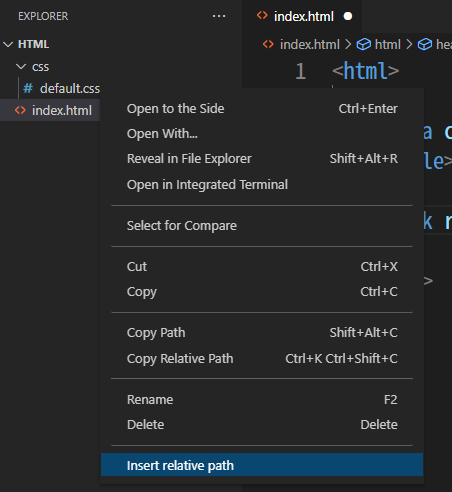 EXPLORER ...
index.html
HTML
index.html > html > hea
css
1 <html>
# default.css
<> index.html
Open to the Side Ctrl+Enter
Open With...
a c
Reveal in File Explorer Shift+Alt+R
le>
Open in Integrated Terminal
Select for Compare
k r
Cut Ctrl+X
>
Copy Ctrl+C
Copy Path Shift+Alt+C
Copy Relative Path Ctrl+K Ctrl+Shift+C
Rename F2
Delete Delete
Insert relative path